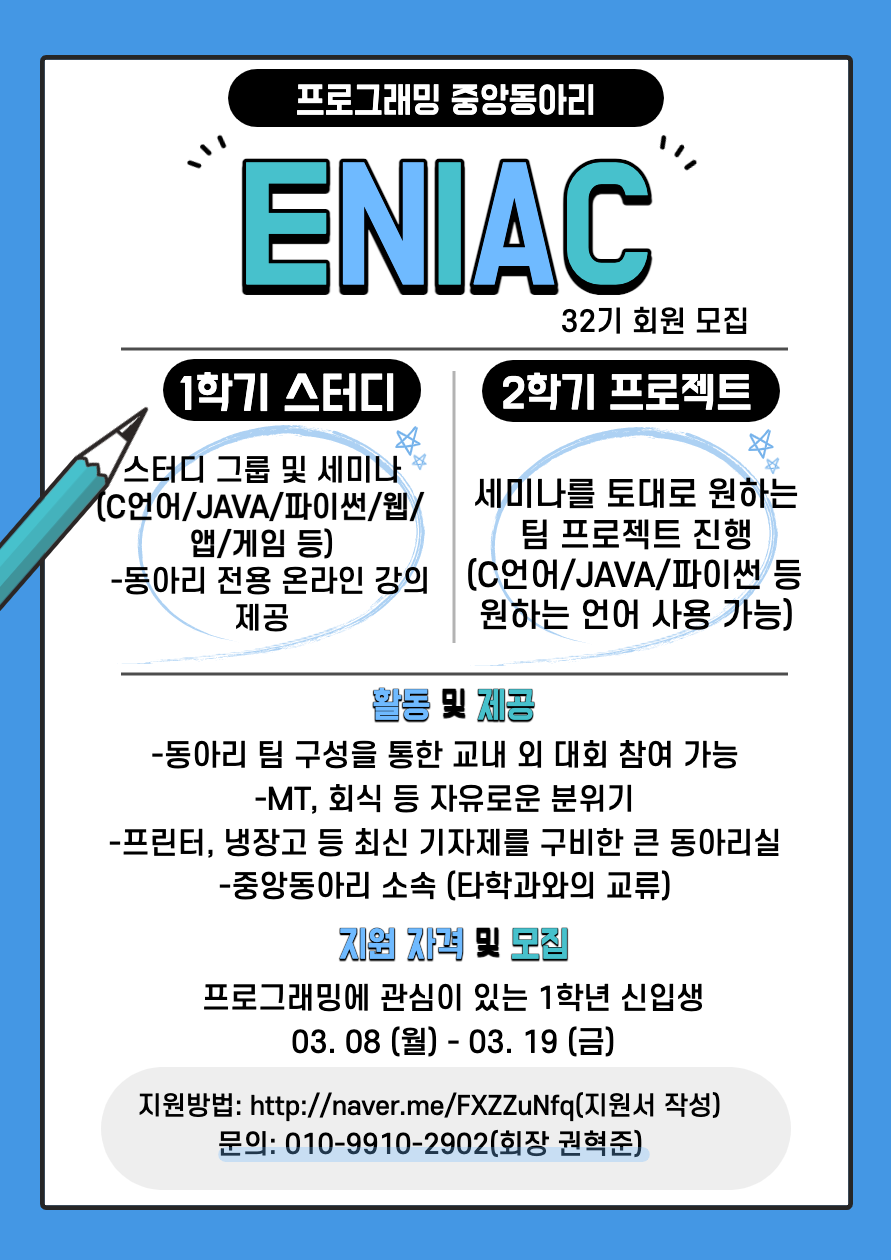 프로그래밍 중앙동아리
ENIAC
32기 회원 모집
1학기 스터디
스터디 그룹 및 세미나
(C언어/JAVA/파이썬/웹/
앱/게임 등)
-동아리 전용 온라인 강의
제공
2학기 프로젝트
세미나를 토대로 원하는
팀 프로젝트 진행
(C언어/JAVA/파이썬 등
원하는 언어 사용 가능)
활동 및 제공
-동아리 팀 구성을 통한 교내 외 대회 참여 가능
-MT, 회식 등 자유로운 분위기
-프린터, 냉장고 등 최신 기자제를 구비한 큰 동아리실
-중앙동아리 소속 (타학과와의 교류)
지원 자격 및 모집
프로그래밍에 관심이 있는 1학년 신입생
03. 08 (월) - 03. 19 (금)
지원방법: http://naver.me/FXZZuNfq(지원서 작성)
문의: 010-9910-2902(회장 권혁준)